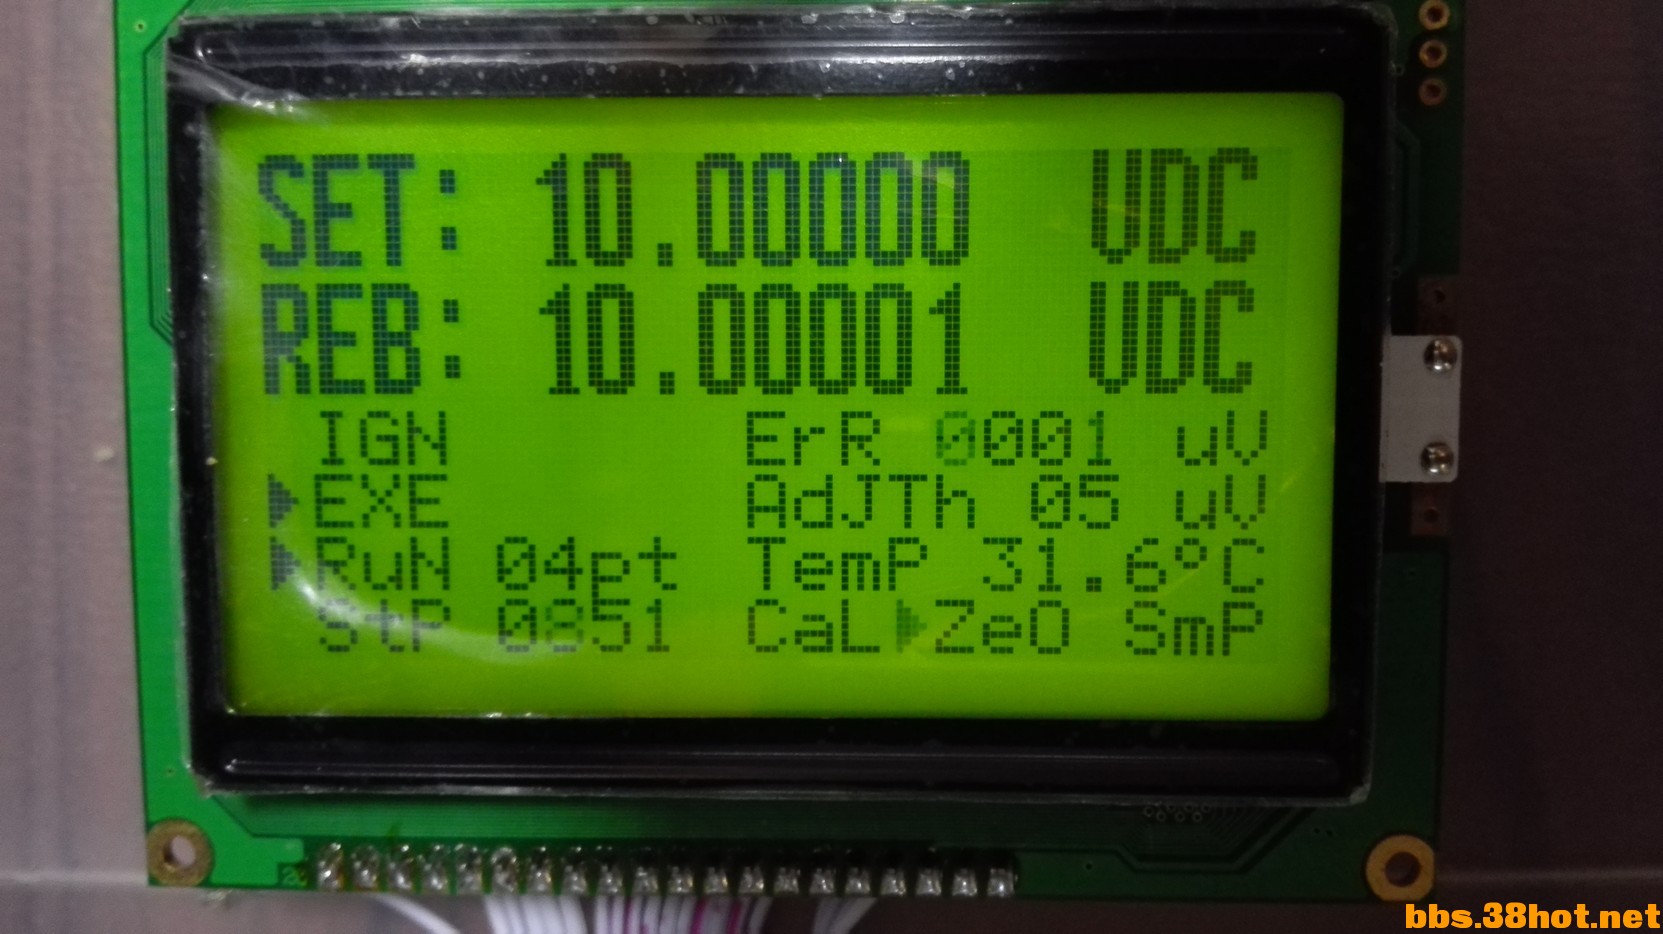 SET: 10.00000 VDC
REB: 10.00001 VDC
IGN ErR 0001 uV
▶EXE AdJTh 05 uV
▶RuN 04pt TemP 31.6°C
StP 0851 CaL▶ZeO SmP
bbs.38hot.net